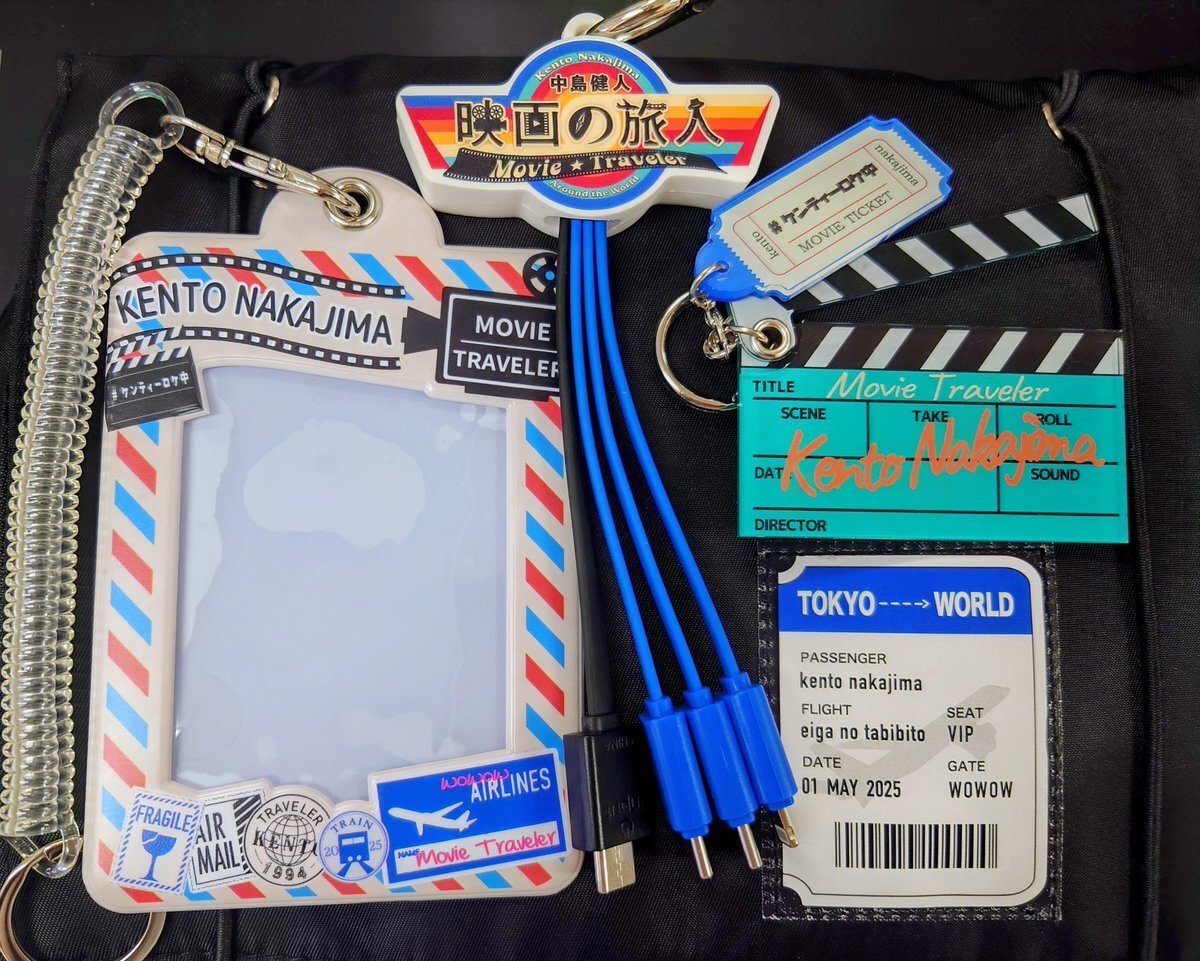 Kento Nakajima
中島健人
映画の旅人
Movie★Traveler
Around the World
KENTO NAKAJIMA
MOVIE
TRAVELER
#ケンティーロケ中
FRAGILE
AIR
MAIL
TRAVELER
KENTO
1994
TRAIN
2025
WOWOW
AIRLINES
NAME
Movie Traveler
nakajima
#ケンティーロケ中
MOVIE TICKET
kento
TITLE Movie Traveler
SCENE TAKE ROLL
Kento Nakajima
DATE SOUND
DIRECTOR
TOKYO----→WORLD
PASSENGER
kento nakajima
FLIGHT SEAT
eiga no tabibito VIP
DATE GATE
01 MAY 2025 WOWOW